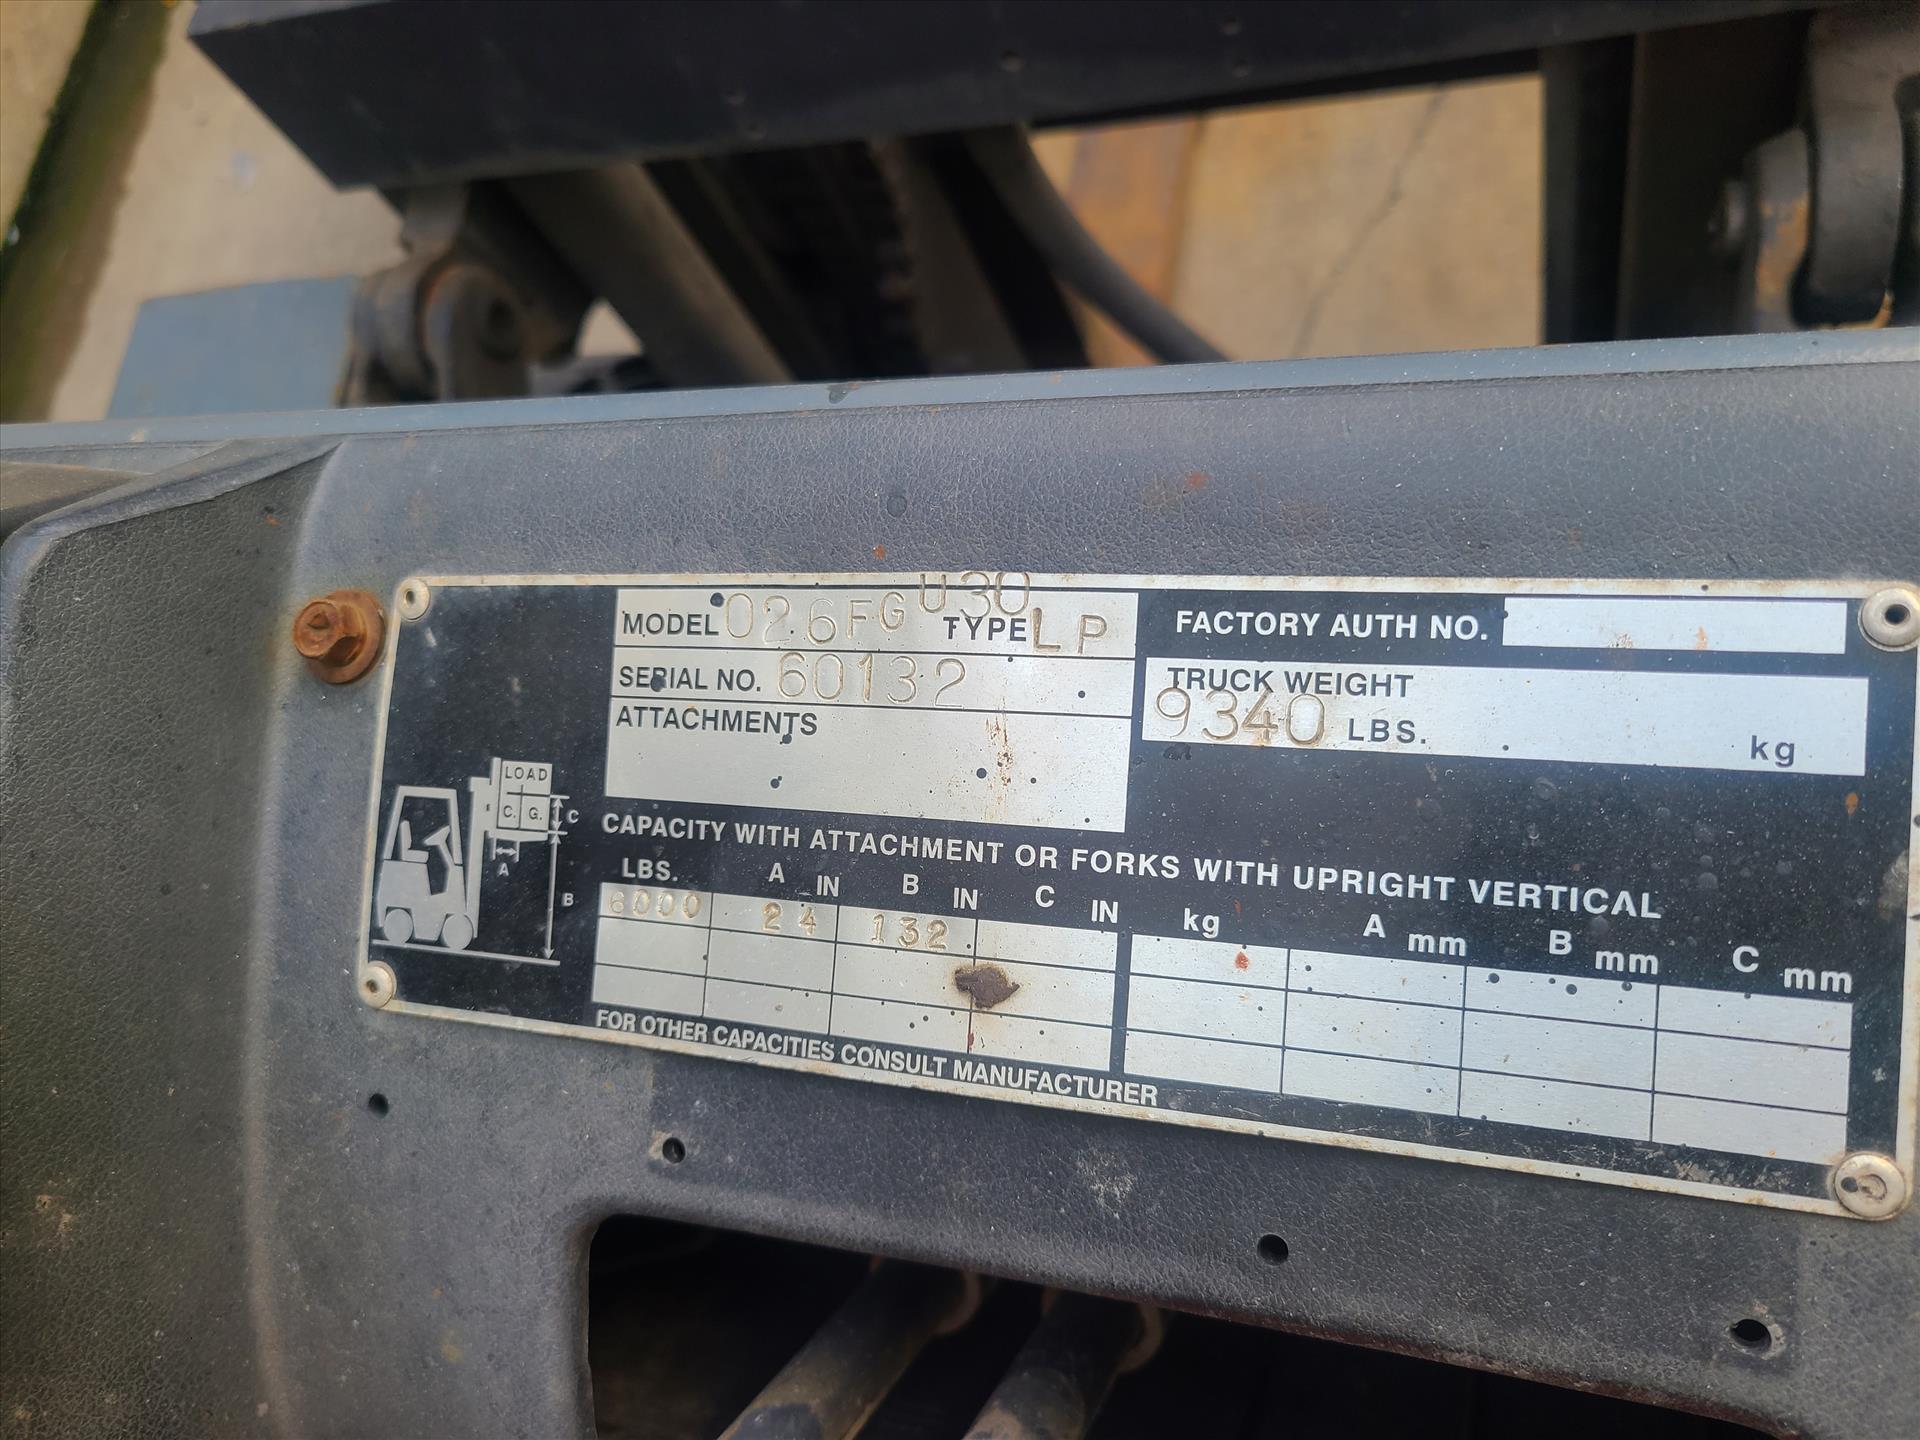 MODEL 026FGU30 TYPE LP
SERIAL NO. 60132
ATTACHMENTS
FACTORY AUTH NO.
TRUCK WEIGHT
9340 LBS. kg
LOAD
C. G. C
A
B
CAPACITY WITH ATTACHMENT OR FORKS WITH UPRIGHT VERTICAL
LBS. A IN B IN C IN kg A mm B mm C mm
6000 24 132
FOR OTHER CAPACITIES CONSULT MANUFACTURER